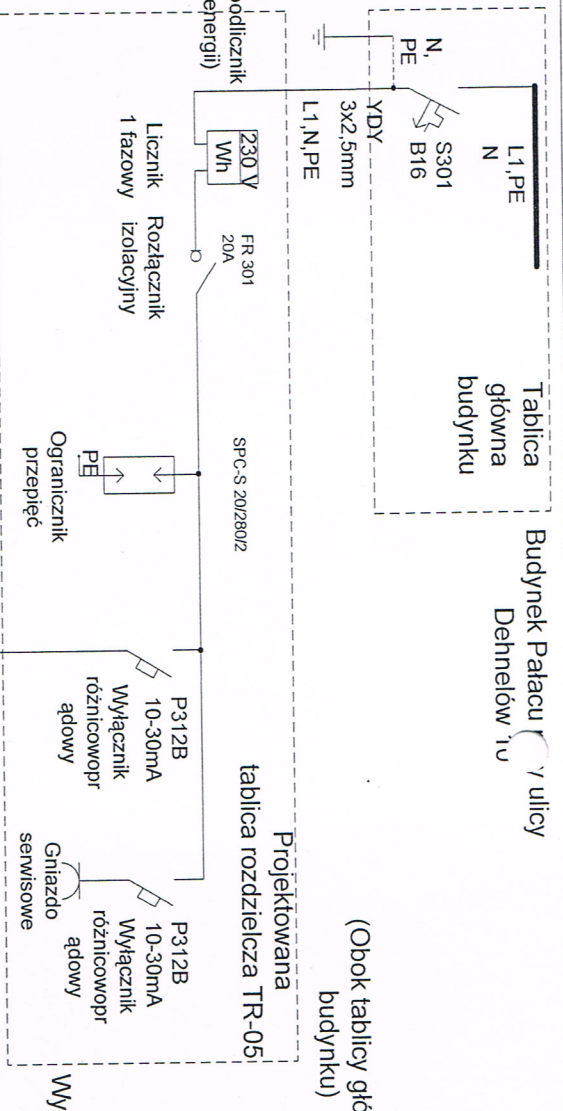 N,
PE
L1,PE
N
S301
B16
YDY
3x2,5mm
L1,N,PE
Tablica
główna
budynku
Budynek Pałacu ulicy
Dehnelów
podlicznik
energii)
230 V
Wh
Licznik
1 fazowy
Rozłącznik
izolacyjny
FR 301
20A
SPC-S 20/280/2
PE
Ogranicznik
przepięć
P312B
10-30mA
Wyłącznik
różnicowopr
ądowy
P312B
10-30mA
Wyłącznik
różnicowopr
ądowy
Gniazdo
serwisowe
Projektowana
tablica rozdzielcza TR-05
(Obok tablicy głó
budynku)
Wy